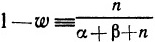 1 — w ≡ n / (α + β + n)